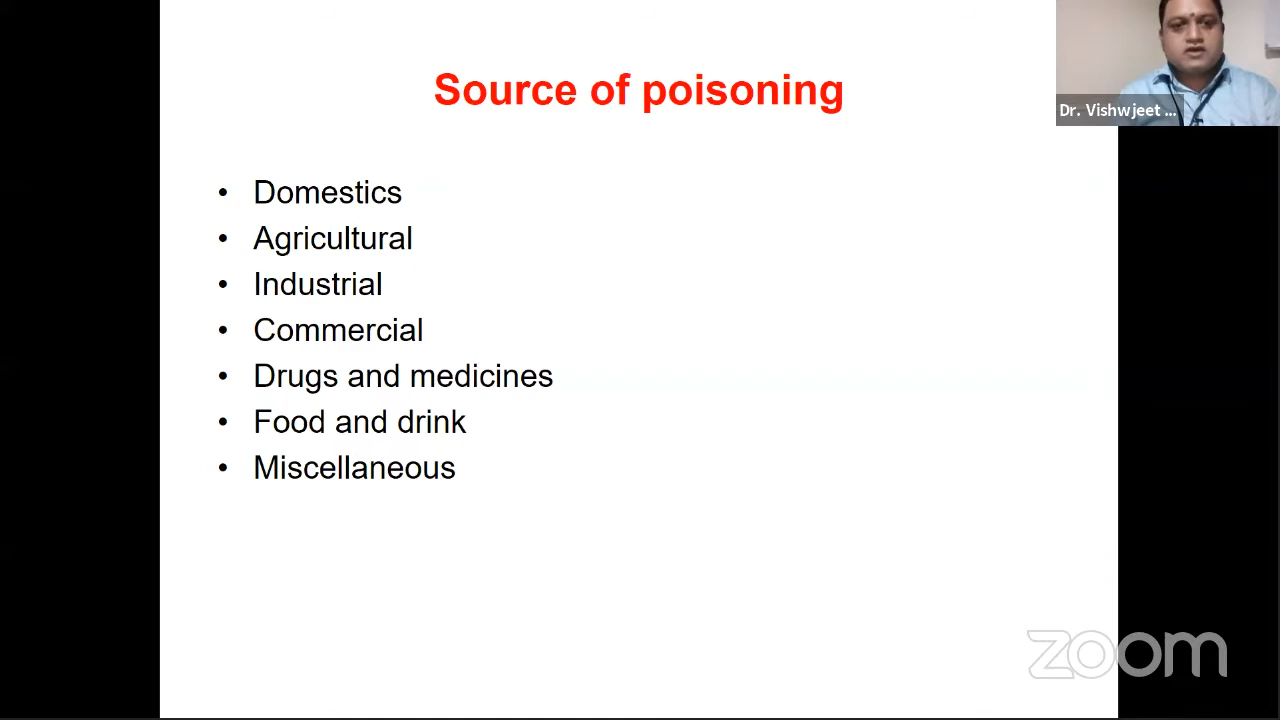 Source of poisoning
Dr. Vishwjeet ...
• Domestics
• Agricultural
• Industrial
• Commercial
• Drugs and medicines
• Food and drink
• Miscellaneous
zoom